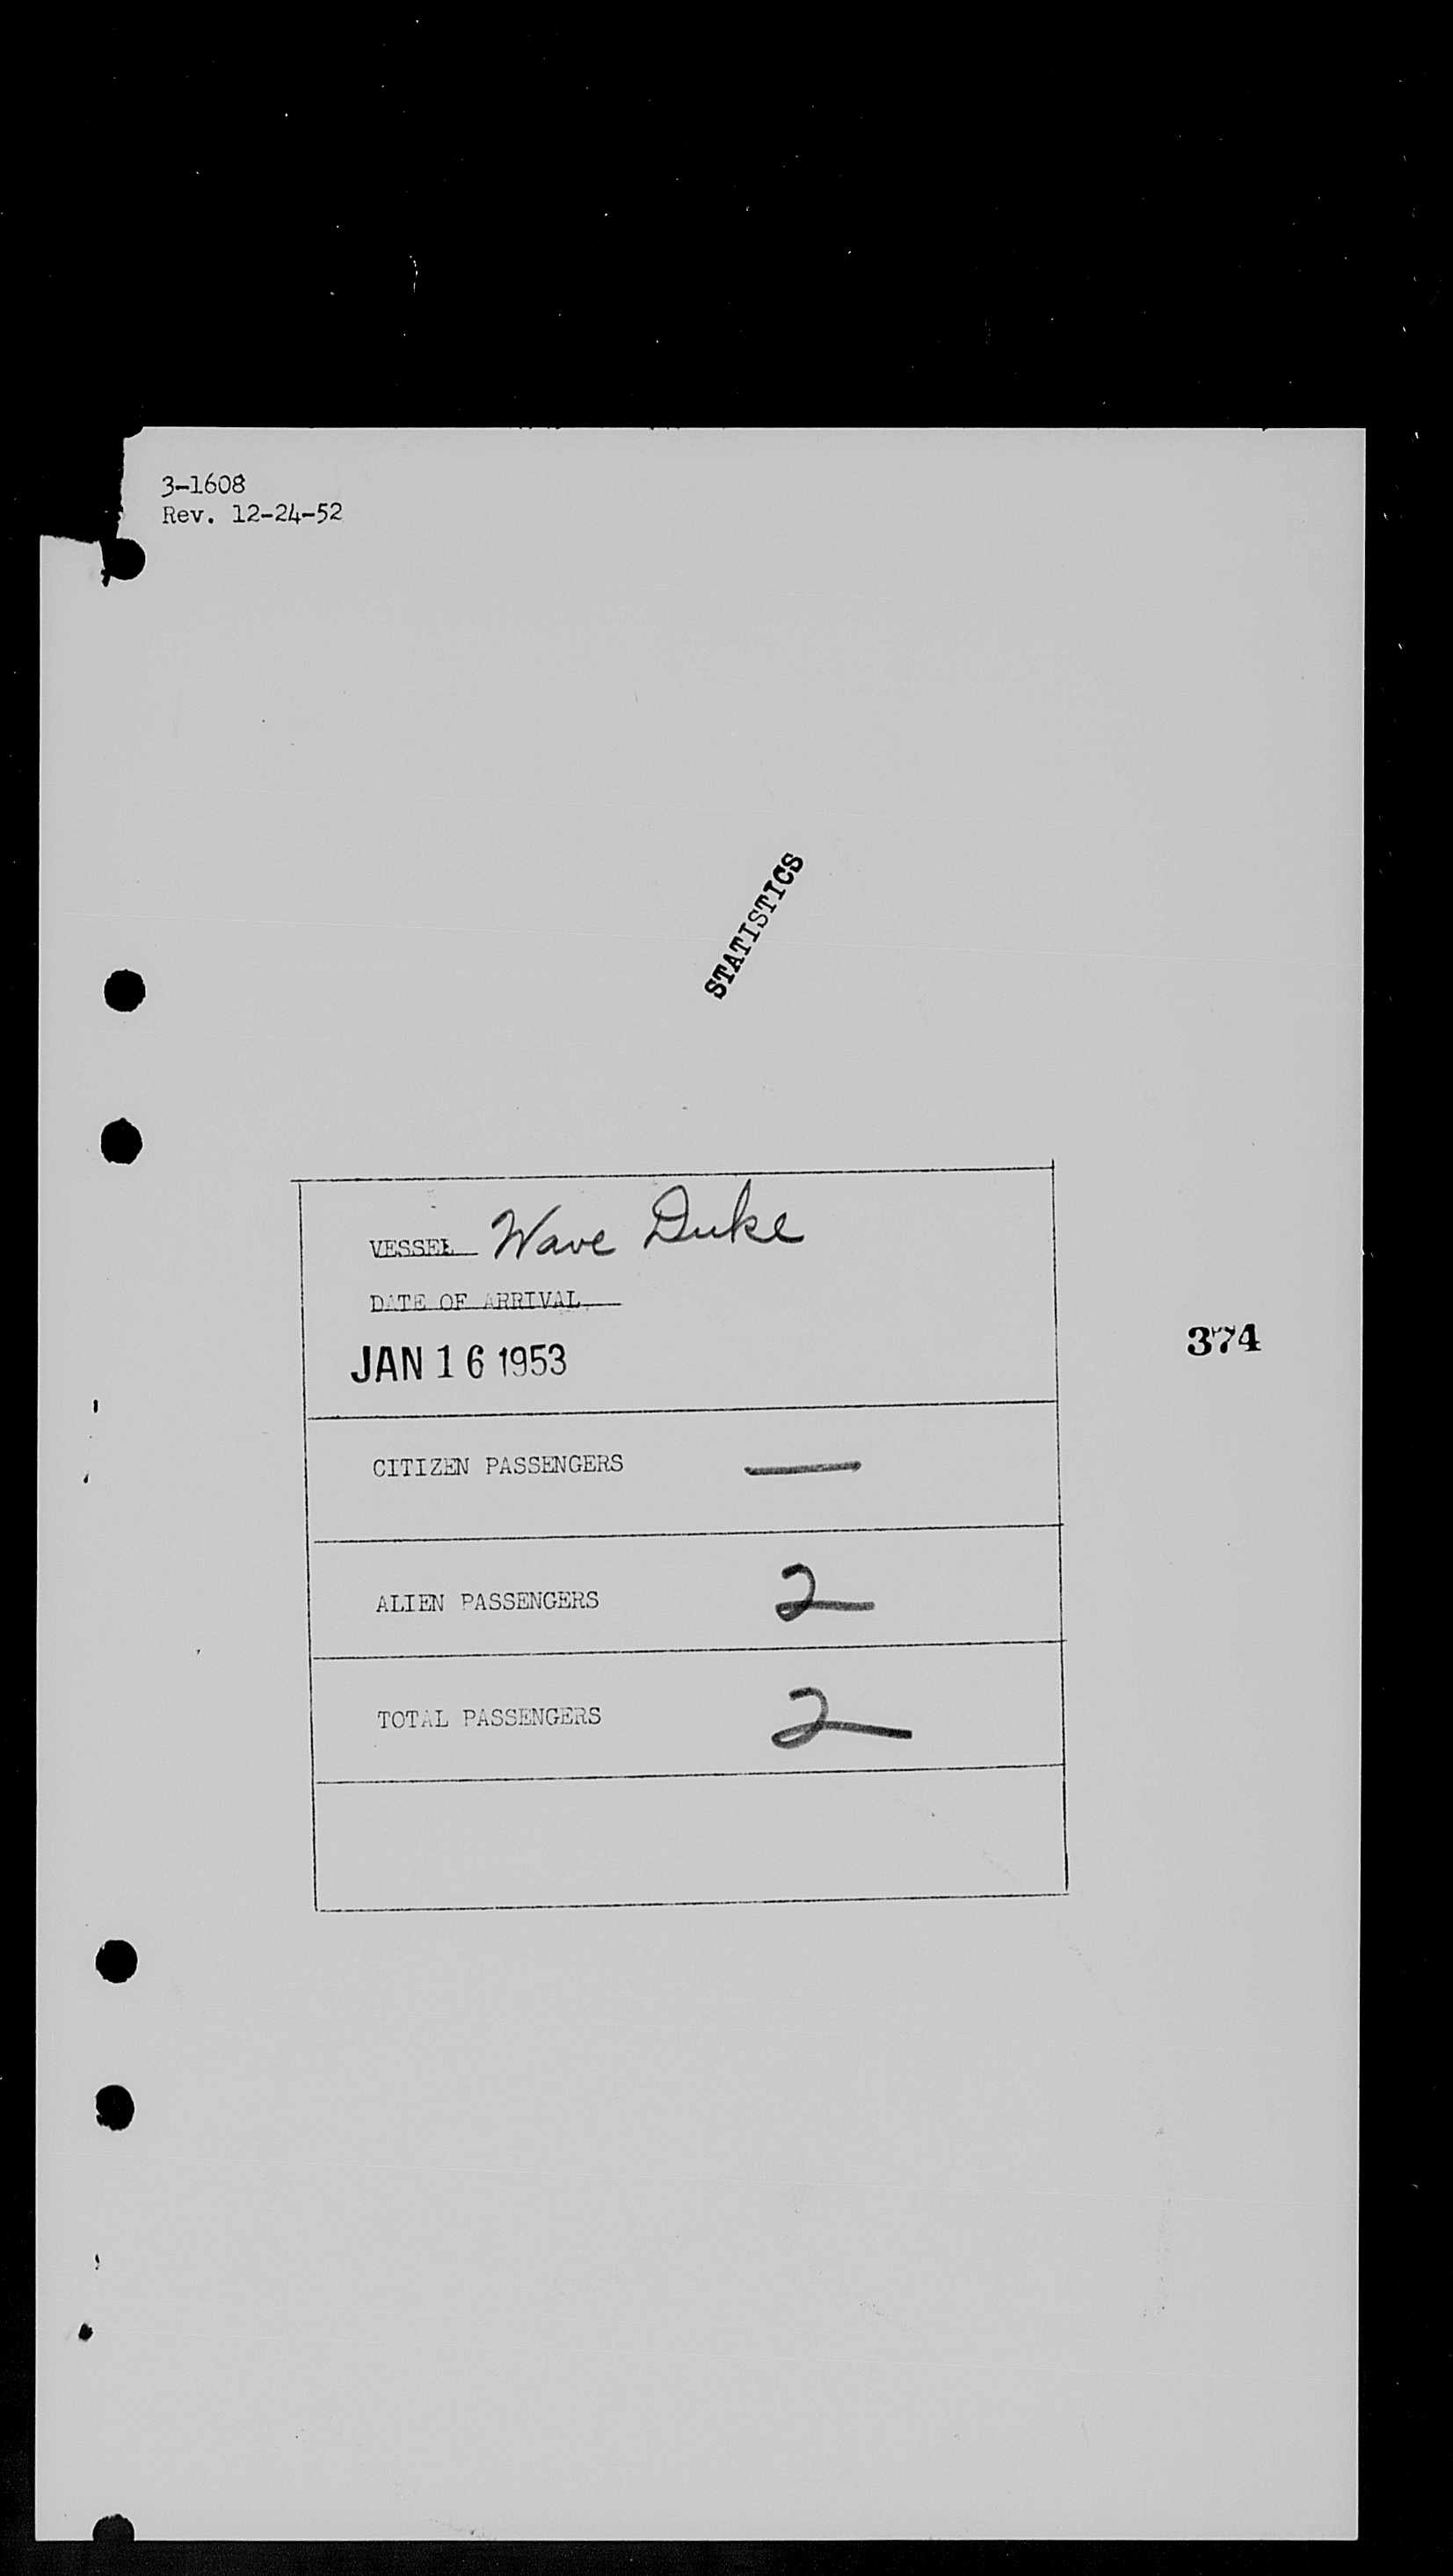 3-1608
Rev. 12-24-52
STATISTICS
VESSEL Wave Duke
DATE OF ARRIVAL
JAN 16 1953
374
CITIZEN PASSENGERS —
ALIEN PASSENGERS 2
TOTAL PASSENGERS 2